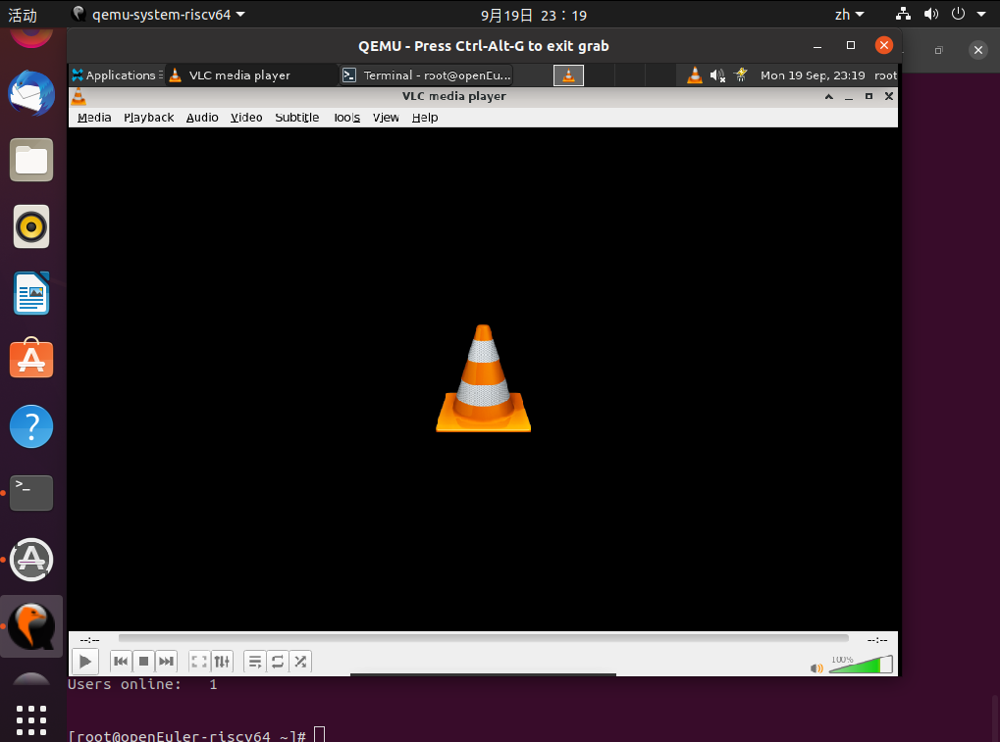 活动 qemu-system-riscv64 9月19日 23：19 zh
QEMU - Press Ctrl-Alt-G to exit grab
Applications VLC media player Terminal - root@openEu... Mon 19 Sep, 23:19 root
VLC media player
Media Playback Audio Video Subtitle Tools View Help
--:-- --:--
100%
Users online: 1
[root@openEuler-riscv64 ~]#